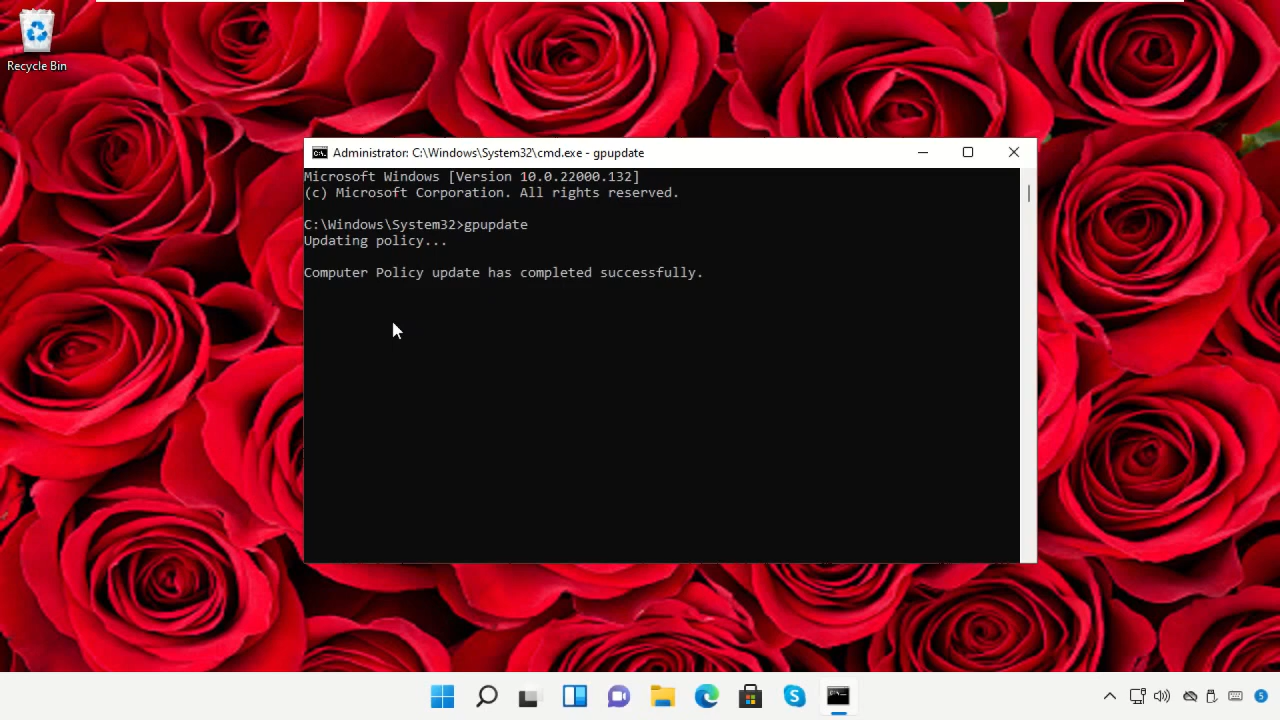 Recycle Bin
Administrator: C:\Windows\System32\cmd.exe - gpupdate
Microsoft Windows [Version 10.0.22000.132]
(c) Microsoft Corporation. All rights reserved.
C:\Windows\System32>gpupdate
Updating policy...
Computer Policy update has completed successfully.
5